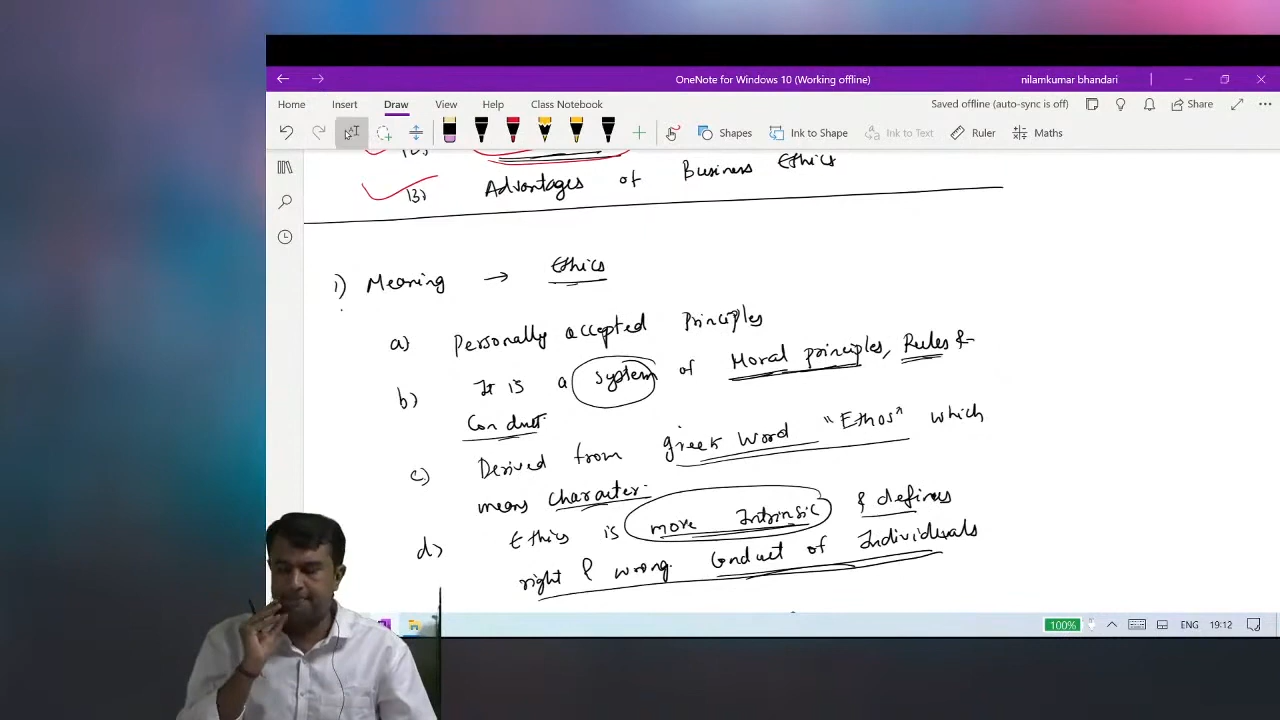 OneNote for Windows 10 (Working offline)
nilamkumar bhandari
Home Insert Draw View Help Class Notebook
Saved offline (auto-sync is off)
Share
Shapes Ink to Shape Ink to Text Ruler Maths
13) Advantages of Business Ethics
1) Meaning → Ethics
a) Personally accepted Principles
b) It is a System of Moral principles, Rules &
Conduct.
c) Derived from greek word "Ethos" which
means character.
d) Ethics is more Intrinsic & defines
right & wrong Conduct of Individuals
100% ENG 19:12